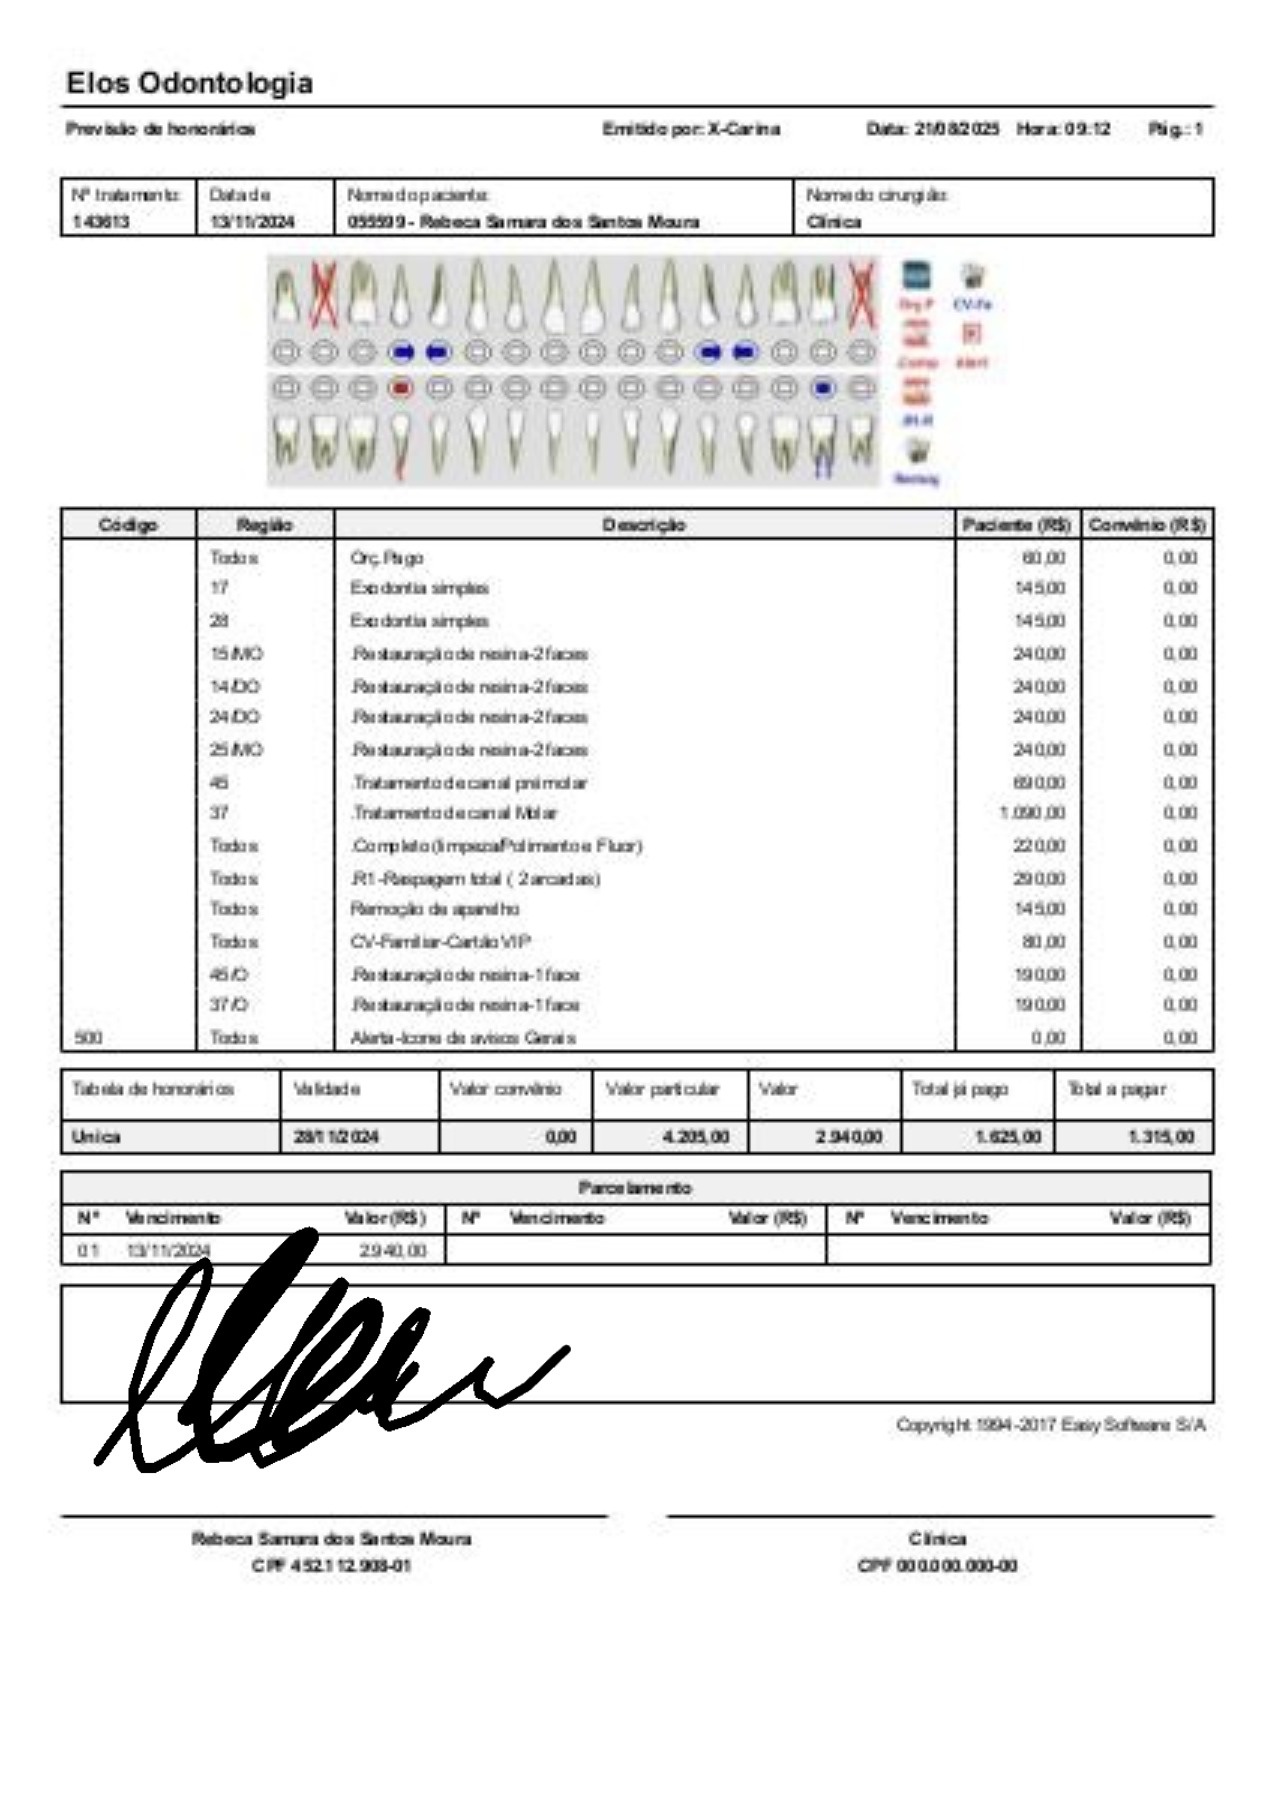 Elos Odontologia
Previsão de honorários Emitido por: X-Carina Data: 21/08/2025 Hora: 09:12 Pág.: 1
Nº tratamento: Data de Nome do paciente: Nome do cirurgião:
143613 13/11/2024 055599 - Rebeca Samara dos Santos Moura Clínica
Orç.P CV-Fa
Comp Alert
.R1-R
Remoç
Código Região Descrição Paciente (R$) Convênio (R$)
Todos Orç.Pago 60,00 0,00
17 Exodontia simples 145,00 0,00
28 Exodontia simples 145,00 0,00
15/MO .Restauração de resina-2 faces 240,00 0,00
14/DO .Restauração de resina-2 faces 240,00 0,00
24/DO .Restauração de resina-2 faces 240,00 0,00
25/MO .Restauração de resina-2 faces 240,00 0,00
45 .Tratamento de canal pré molar 690,00 0,00
37 .Tratamento de canal Molar 1.090,00 0,00
Todos .Completo (limpeza/Polimento e Fluor) 220,00 0,00
Todos .R1-Raspagem total ( 2 arcadas) 290,00 0,00
Todos Remoção de aparelho 145,00 0,00
Todos CV-Familiar-Cartão VIP 80,00 0,00
45/O .Restauração de resina-1 face 190,00 0,00
37/O .Restauração de resina-1 face 190,00 0,00
500 Todos Alerta-Icone de avisos Gerais 0,00 0,00
Tabela de honorários Validade Valor convênio Valor particular Valor Total já pago Total a pagar
Unica 28/11/2024 0,00 4.205,00 2.940,00 1.625,00 1.315,00
Parcelamento
Nº Vencimento Valor (R$) Nº Vencimento Valor (R$) Nº Vencimento Valor (R$)
01 13/11/2024 2.940,00
Copyright 1994-2017 Easy Software S/A
Rebeca Samara dos Santos Moura Clínica
CPF 452.112.908-01 CPF 000.000.000-00